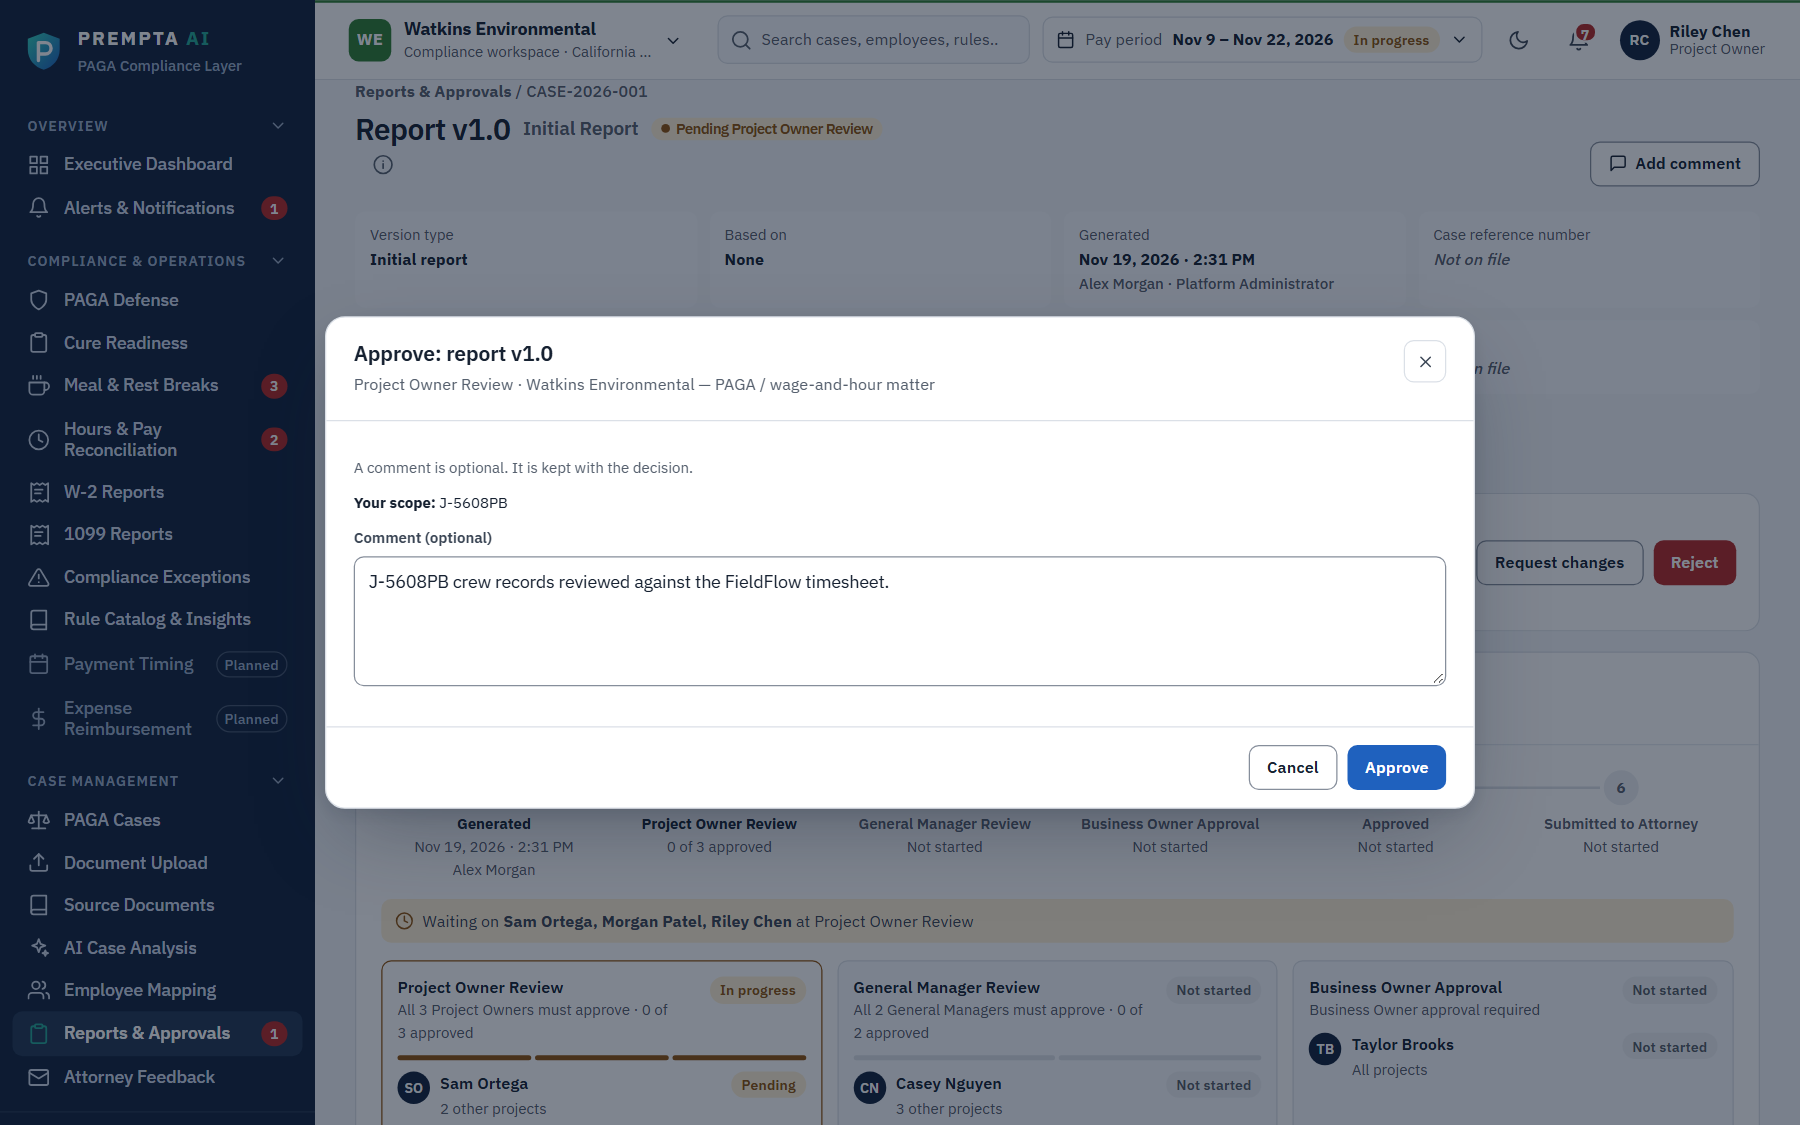 PREMPTA AI
PAGA Compliance Layer
OVERVIEW
Executive Dashboard
Alerts & Notifications 1
COMPLIANCE & OPERATIONS
PAGA Defense
Cure Readiness
Meal & Rest Breaks 3
Hours & Pay
Reconciliation 2
W-2 Reports
1099 Reports
Compliance Exceptions
Rule Catalog & Insights
Payment Timing Planned
Expense
Reimbursement Planned
CASE MANAGEMENT
PAGA Cases
Document Upload
Source Documents
AI Case Analysis
Employee Mapping
Reports & Approvals 1
Attorney Feedback
WE
Watkins Environmental
Compliance workspace · California ...
Search cases, employees, rules..
Pay period Nov 9 – Nov 22, 2026 In progress
7
RC
Riley Chen
Project Owner
Reports & Approvals / CASE-2026-001
Report v1.0 Initial Report Pending Project Owner Review
Add comment
Version type
Initial report
Based on
None
Generated
Nov 19, 2026 · 2:31 PM
Alex Morgan · Platform Administrator
Case reference number
Not on file
Approve: report v1.0
Project Owner Review · Watkins Environmental — PAGA / wage-and-hour matter
n file
A comment is optional. It is kept with the decision.
Your scope: J-5608PB
Comment (optional)
J-5608PB crew records reviewed against the FieldFlow timesheet.
Request changes
Reject
Cancel
Approve
6
Generated
Nov 19, 2026 · 2:31 PM
Alex Morgan
Project Owner Review
0 of 3 approved
General Manager Review
Not started
Business Owner Approval
Not started
Approved
Not started
Submitted to Attorney
Not started
Waiting on Sam Ortega, Morgan Patel, Riley Chen at Project Owner Review
Project Owner Review In progress
All 3 Project Owners must approve · 0 of
3 approved
SO
Sam Ortega Pending
2 other projects
General Manager Review Not started
All 2 General Managers must approve · 0 of
2 approved
CN
Casey Nguyen Not started
3 other projects
Business Owner Approval Not started
Business Owner approval required
TB
Taylor Brooks Not started
All projects